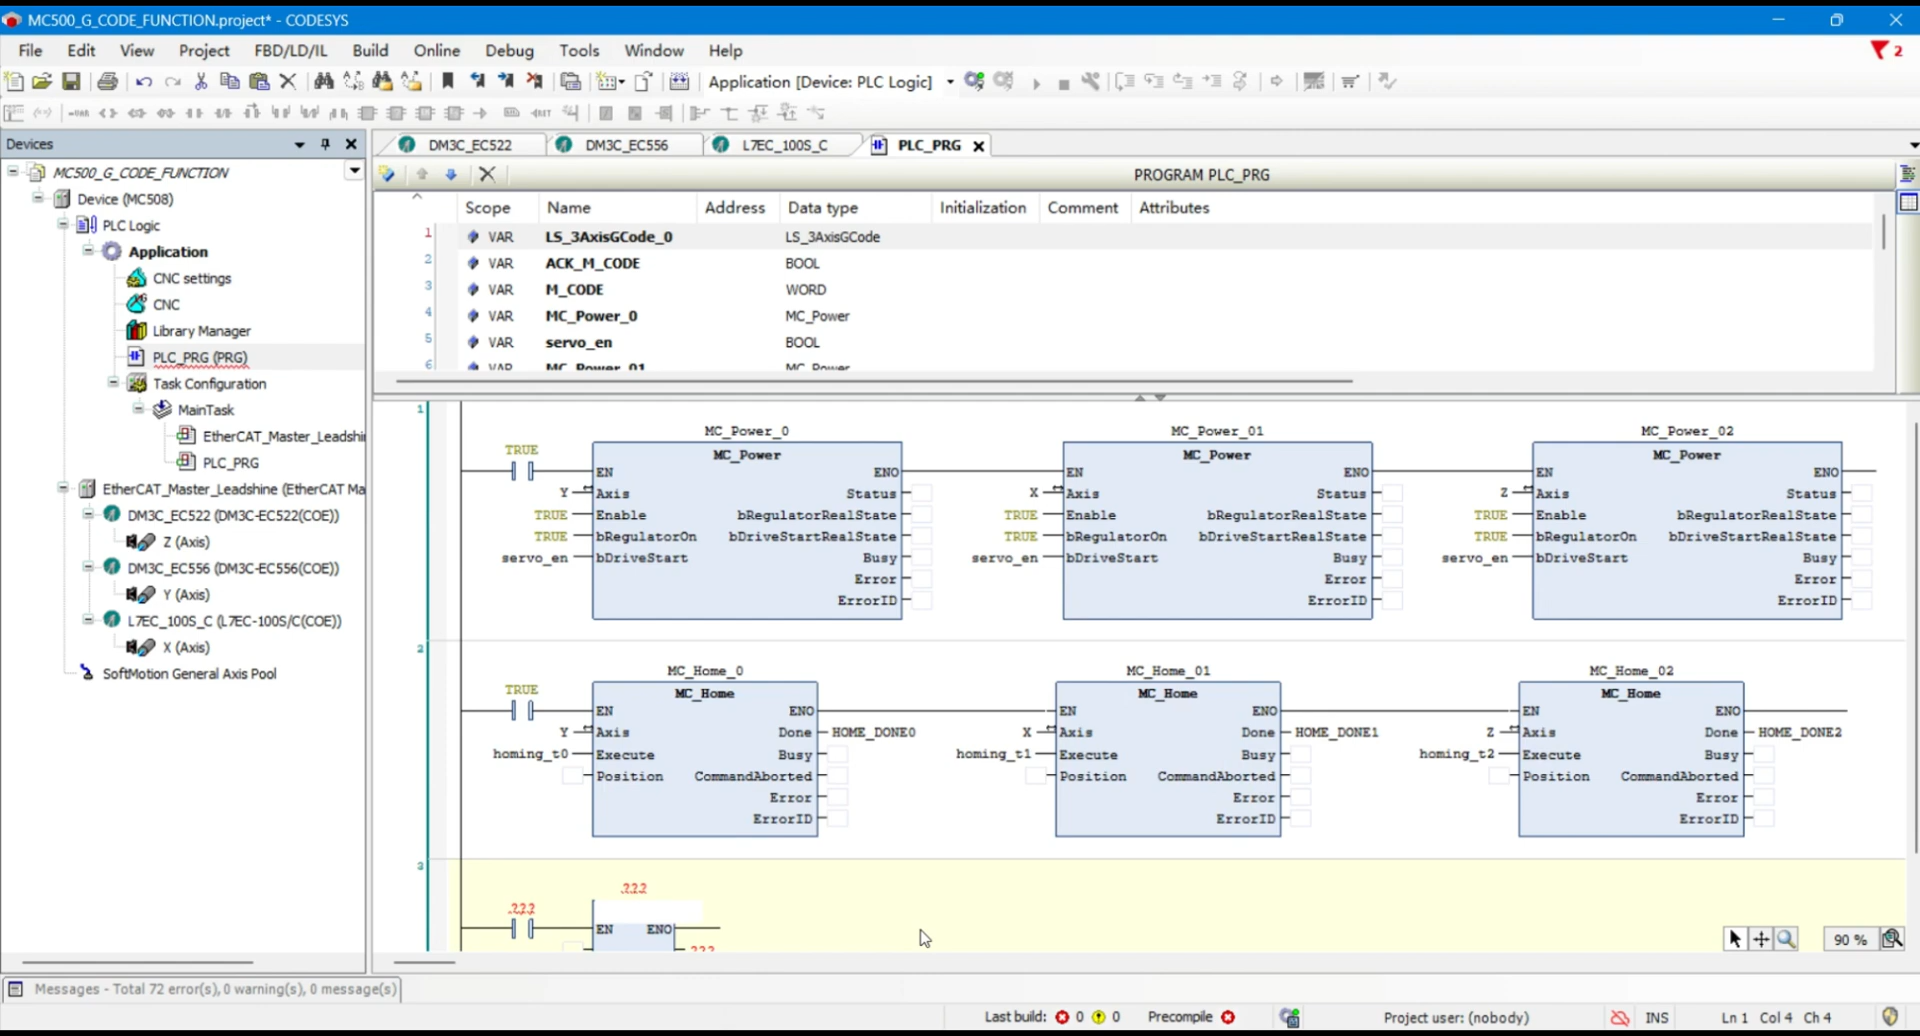 MC500_G_CODE_FUNCTION.project* - CODESYS
File Edit View Project FBD/LD/IL Build Online Debug Tools Window Help
2
Application [Device: PLC Logic]
Devices
DM3C_EC522 DM3C_EC556 L7EC_100S_C PLC_PRG
MC500_G_CODE_FUNCTION
Device (MC508)
PLC Logic
Application
CNC settings
CNC
Library Manager
PLC_PRG (PRG)
Task Configuration
MainTask
EtherCAT_Master_Leadshi
PLC_PRG
EtherCAT_Master_Leadshine (EtherCAT Ma
DM3C_EC522 (DM3C-EC522(COE))
Z (Axis)
DM3C_EC556 (DM3C-EC556(COE))
Y (Axis)
L7EC_100S_C (L7EC-100S/C(COE))
X (Axis)
SoftMotion General Axis Pool
PROGRAM PLC_PRG
Scope Name Address Data type Initialization Comment Attributes
1 VAR LS_3AxisGCode_0 LS_3AxisGCode
2 VAR ACK_M_CODE BOOL
3 VAR M_CODE WORD
4 VAR MC_Power_0 MC_Power
5 VAR servo_en BOOL
6 VAR MC_Power_01 MC_Power
1
MC_Power_0 MC_Power_01 MC_Power_02
TRUE MC_Power MC_Power MC_Power
EN ENO EN ENO EN ENO
Y Axis Status X Axis Status Z Axis Status
TRUE Enable bRegulatorRealState TRUE Enable bRegulatorRealState TRUE Enable bRegulatorRealState
TRUE bRegulatorOn bDriveStartRealState TRUE bRegulatorOn bDriveStartRealState TRUE bRegulatorOn bDriveStartRealState
servo_en bDriveStart Busy servo_en bDriveStart Busy servo_en bDriveStart Busy
Error Error Error
ErrorID ErrorID ErrorID
2
MC_Home_0 MC_Home_01 MC_Home_02
TRUE MC_Home MC_Home MC_Home
EN ENO EN ENO EN ENO
Y Axis Done HOME_DONE0 X Axis Done HOME_DONE1 Z Axis Done HOME_DONE2
homing_t0 Execute Busy homing_t1 Execute Busy homing_t2 Execute Busy
Position CommandAborted Position CommandAborted Position CommandAborted
Error Error Error
ErrorID ErrorID ErrorID
3
???
???
EN ENO
???
90 %
Messages - Total 72 error(s), 0 warning(s), 0 message(s)
Last build: 0 0 Precompile Project user: (nobody) INS Ln 1 Col 4 Ch 4